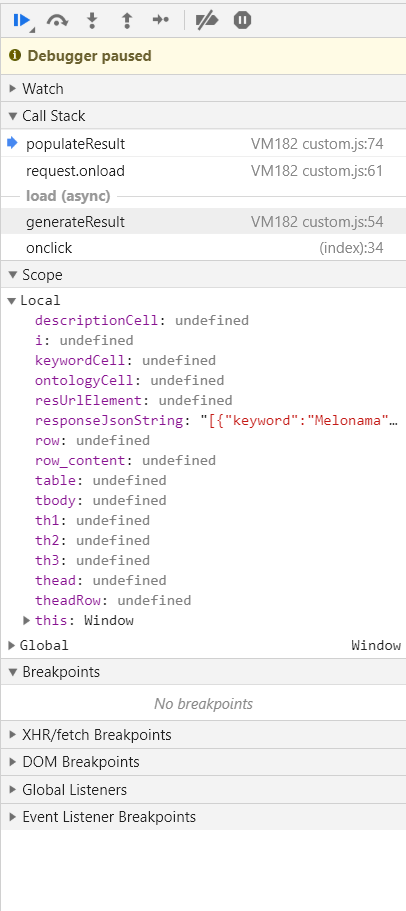 Debugger paused
Watch
Call Stack
populateResult VM182 custom.js:74
request.onload VM182 custom.js:61
load (async)
generateResult VM182 custom.js:54
onclick (index):34
Scope
Local
descriptionCell: undefined
i: undefined
keywordCell: undefined
ontologyCell: undefined
resUrlElement: undefined
responseJsonString: "[{"keyword":"Melonama"…
row: undefined
row_content: undefined
table: undefined
tbody: undefined
th1: undefined
th2: undefined
th3: undefined
thead: undefined
theadRow: undefined
this: Window
Global Window
Breakpoints
No breakpoints
XHR/fetch Breakpoints
DOM Breakpoints
Global Listeners
Event Listener Breakpoints